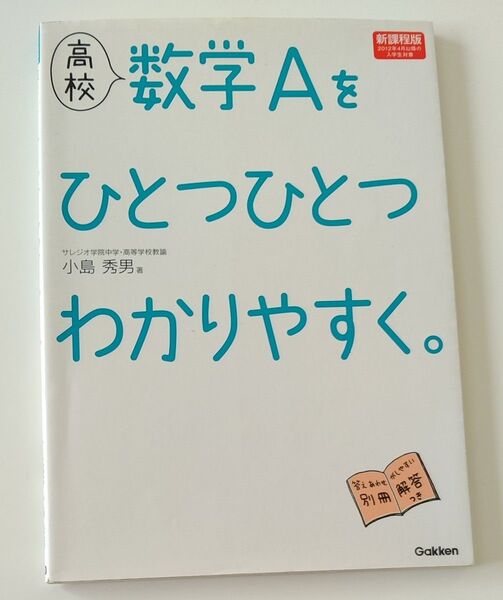 新課程版
2012年4月以降の
入学生対象
高校
数学Aを
ひとつひとつ
サレジオ学院中学・高等学校教諭
小島 秀男 著
わかりやすく。
答えあわせ
がしやすい
別冊
解答
つき
Gakken